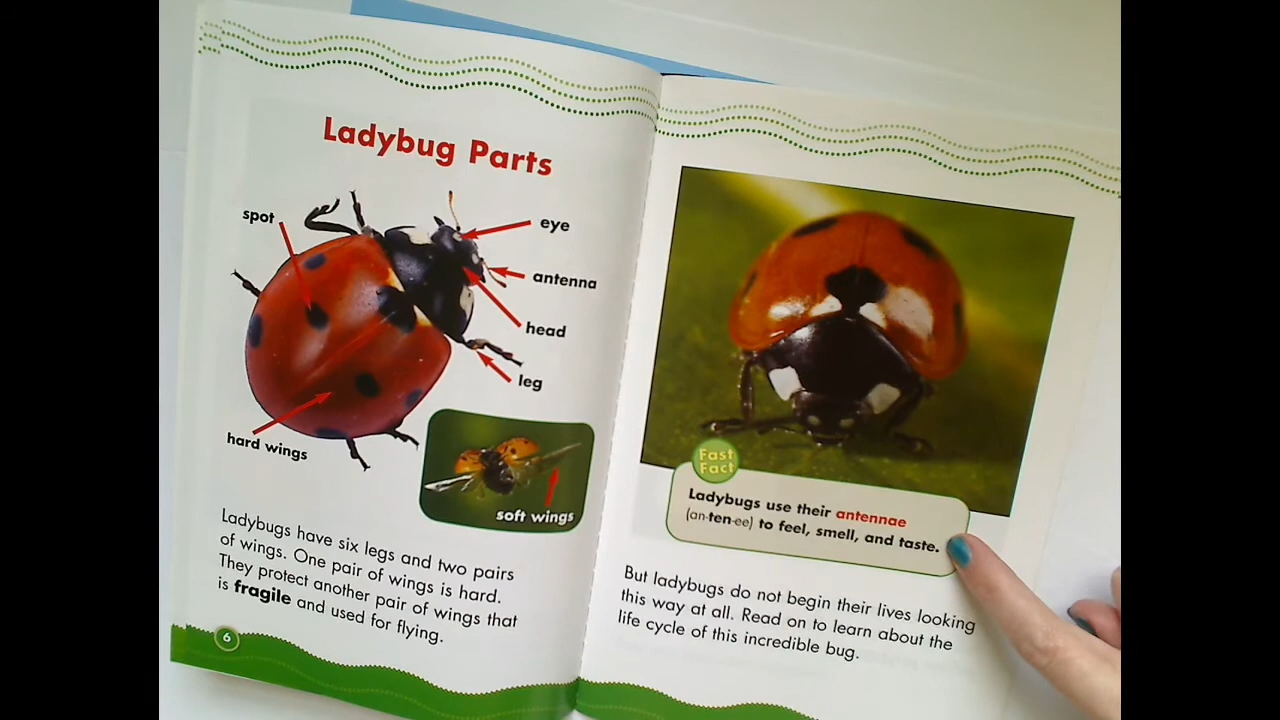 Ladybug Parts
spot
eye
antenna
head
leg
hard wings
soft wings
Ladybugs have six legs and two pairs
of wings. One pair of wings is hard.
They protect another pair of wings that
is fragile and used for flying.
6
Fast
Fact
Ladybugs use their antennae
(an-ten-ee) to feel, smell, and taste.
But ladybugs do not begin their lives looking
this way at all. Read on to learn about the
life cycle of this incredible bug.